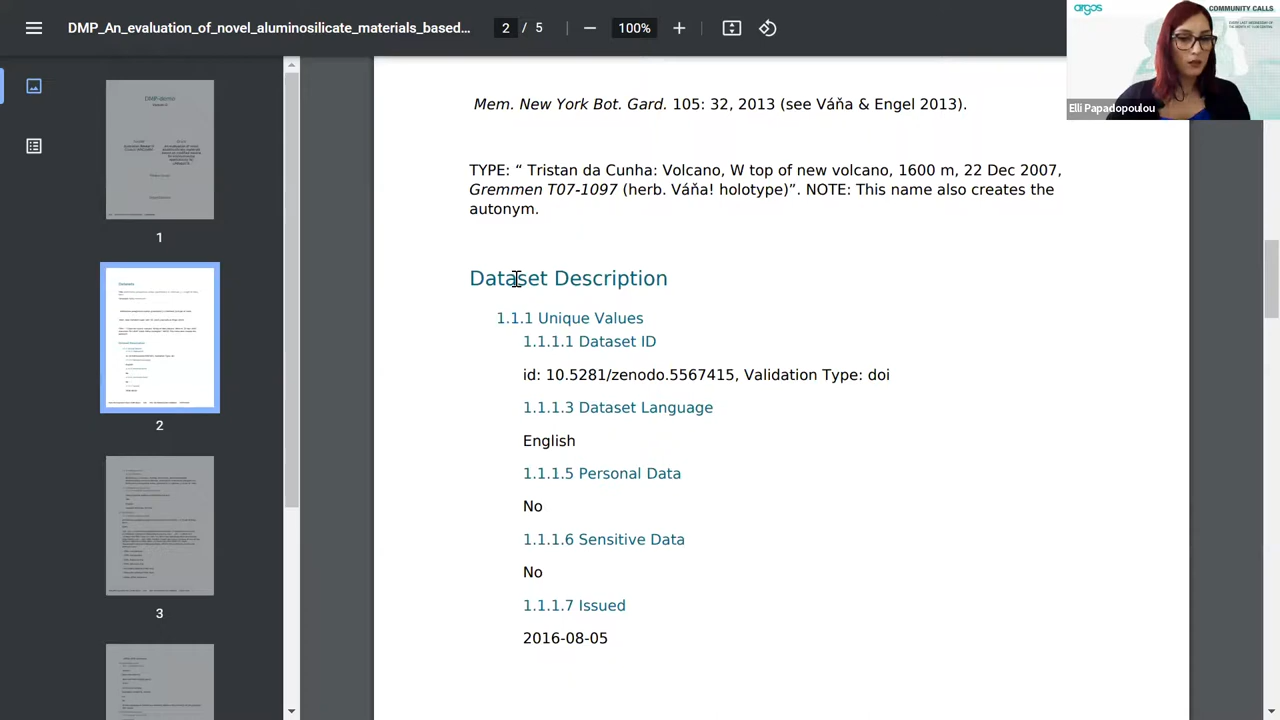 DMP_An_evaluation_of_novel_aluminosilicate_materials_based...
2 / 5
100%
argos
COMMUNITY CALLS
Elli Papadopoulou
1
2
3
Mem. New York Bot. Gard. 105: 32, 2013 (see Váňa & Engel 2013).
TYPE: “ Tristan da Cunha: Volcano, W top of new volcano, 1600 m, 22 Dec 2007,
Gremmen T07-1097 (herb. Váňa! holotype)”. NOTE: This name also creates the
autonym.
Dataset Description
1.1.1 Unique Values
1.1.1.1 Dataset ID
id: 10.5281/zenodo.5567415, Validation Type: doi
1.1.1.3 Dataset Language
English
1.1.1.5 Personal Data
No
1.1.1.6 Sensitive Data
No
1.1.1.7 Issued
2016-08-05